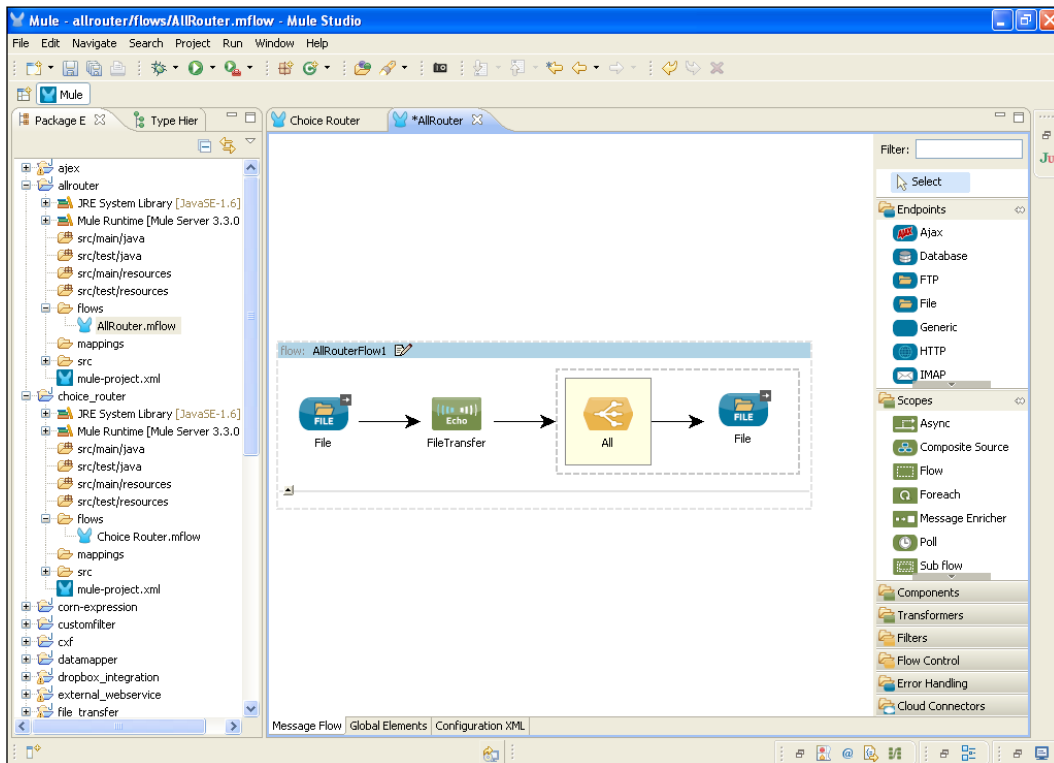 Mule - allrouter/flows/AllRouter.mflow - Mule Studio
File Edit Navigate Search Project Run Window Help
Mule
Package E Type Hier
ajex
allrouter
JRE System Library [JavaSE-1.6]
Mule Runtime [Mule Server 3.3.0
src/main/java
src/test/java
src/main/resources
src/test/resources
flows
AllRouter.mflow
mappings
src
mule-project.xml
choice_router
JRE System Library [JavaSE-1.6]
Mule Runtime [Mule Server 3.3.0
src/main/java
src/test/java
src/main/resources
src/test/resources
flows
Choice Router.mflow
mappings
src
mule-project.xml
corn-expression
customfilter
cxf
datamapper
dropbox_integration
external_webservice
file_transfer
Choice Router *AllRouter
flow: AllRouterFlow1
FILE
File
Echo
FileTransfer
All
FILE
File
Message Flow Global Elements Configuration XML
Filter:
Select
Endpoints
Ajax
Database
FTP
File
Generic
HTTP
IMAP
Scopes
Async
Composite Source
Flow
Foreach
Message Enricher
Poll
Sub flow
Components
Transformers
Filters
Flow Control
Error Handling
Cloud Connectors
Ju